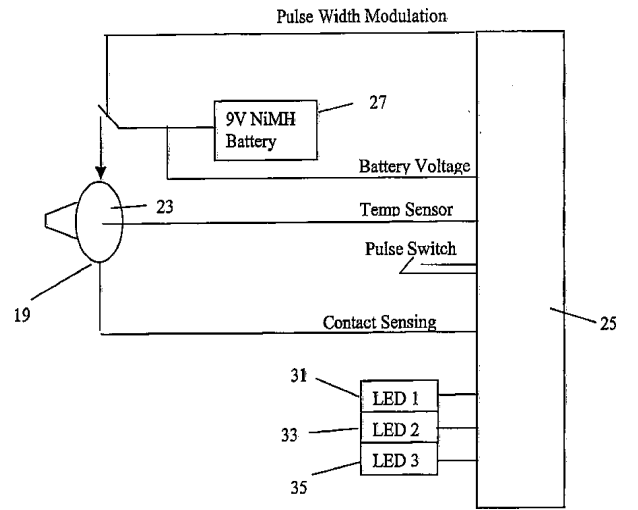 Pulse Width Modulation
27
9V NiMH
Battery
Battery Voltage
23
Temp Sensor
Pulse Switch
19
Contact Sensing
25
31
LED 1
33
LED 2
LED 3
35